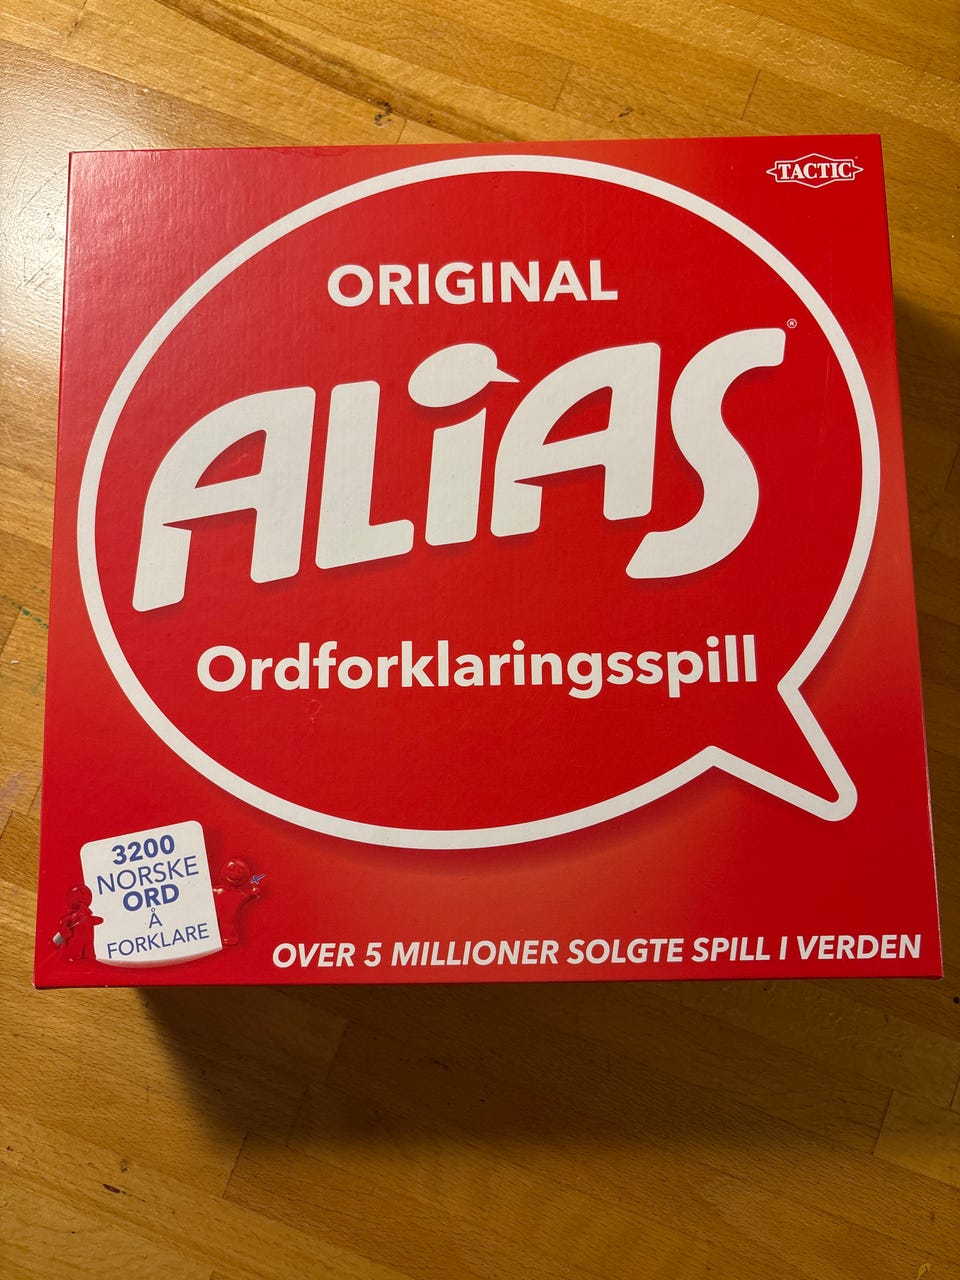 TACTIC
ORIGINAL
ALiAS®
Ordforklaringsspill
3200
NORSKE
ORD
Å
FORKLARE
OVER 5 MILLIONER SOLGTE SPILL I VERDEN